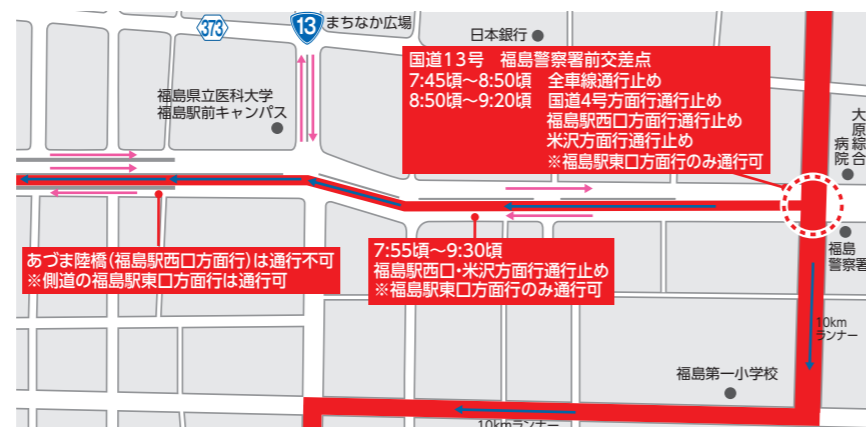 373
13
まちなか広場
日本銀行
国道13号 福島警察署前交差点
7:45頃～8:50頃 全車線通行止め
8:50頃～9:20頃 国道4号方面行通行止め
福島駅西口方面行通行止め
米沢方面行通行止め
※福島駅東口方面行のみ通行可
福島県立医科大学
福島駅前キャンパス
大原綜合
病院
あづま陸橋(福島駅西口方面行)は通行不可
※側道の福島駅東口方面行は通行可
7:55頃～9:30頃
福島駅西口・米沢方面行通行止め
※福島駅東口方面行のみ通行可
福島
警察署
10km
ランナー
福島第一小学校
10kmランナー